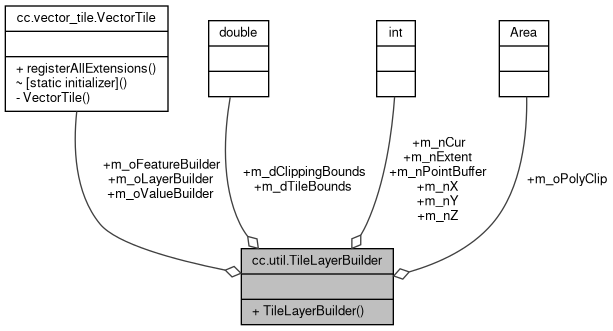 cc.vector_tile.VectorTile
+ registerAllExtensions()
~ [static initializer]()
- VectorTile()
double
int
Area
+m_oFeatureBuilder
+m_oLayerBuilder
+m_oValueBuilder
+m_dClippingBounds
+m_dTileBounds
+m_nCur
+m_nExtent
+m_nPointBuffer
+m_nX
+m_nY
+m_nZ
+m_oPolyClip
cc.util.TileLayerBuilder
+ TileLayerBuilder()